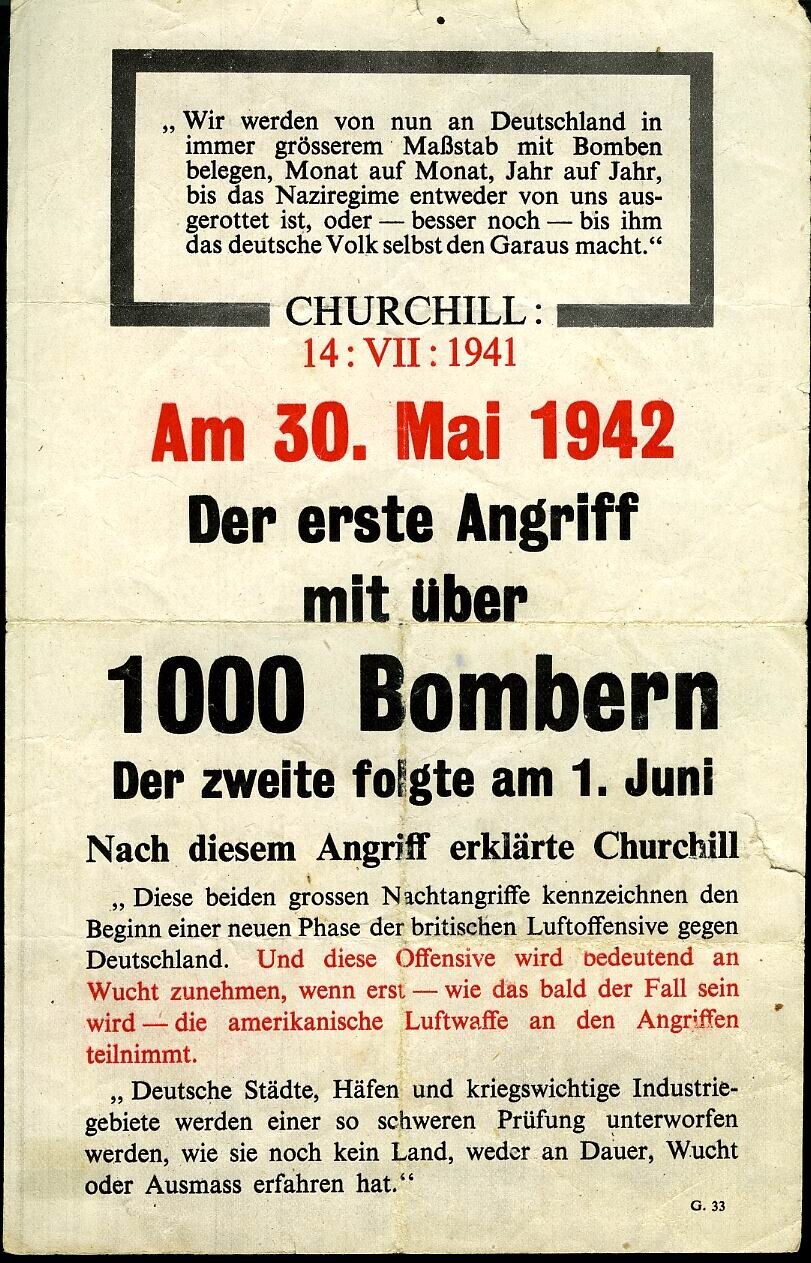 „ Wir werden von nun an Deutschland in
immer grösserem Maßstab mit Bomben
belegen, Monat auf Monat, Jahr auf Jahr,
bis das Naziregime entweder von uns aus-
gerottet ist, oder — besser noch — bis ihm
das deutsche Volk selbst den Garaus macht.“
CHURCHILL :
14 : VII : 1941
Am 30. Mai 1942
Der erste Angriff
mit über
1000 Bombern
Der zweite folgte am 1. Juni
Nach diesem Angriff erklärte Churchill
„ Diese beiden grossen Nachtangriffe kennzeichnen den
Beginn einer neuen Phase der britischen Luftoffensive gegen
Deutschland. Und diese Offensive wird bedeutend an
Wucht zunehmen, wenn erst — wie das bald der Fall sein
wird — die amerikanische Luftwaffe an den Angriffen
teilnimmt.
„ Deutsche Städte, Häfen und kriegswichtige Industrie-
gebiete werden einer so schweren Prüfung unterworfen
werden, wie sie noch kein Land, weder an Dauer, Wucht
oder Ausmass erfahren hat.“
G. 33